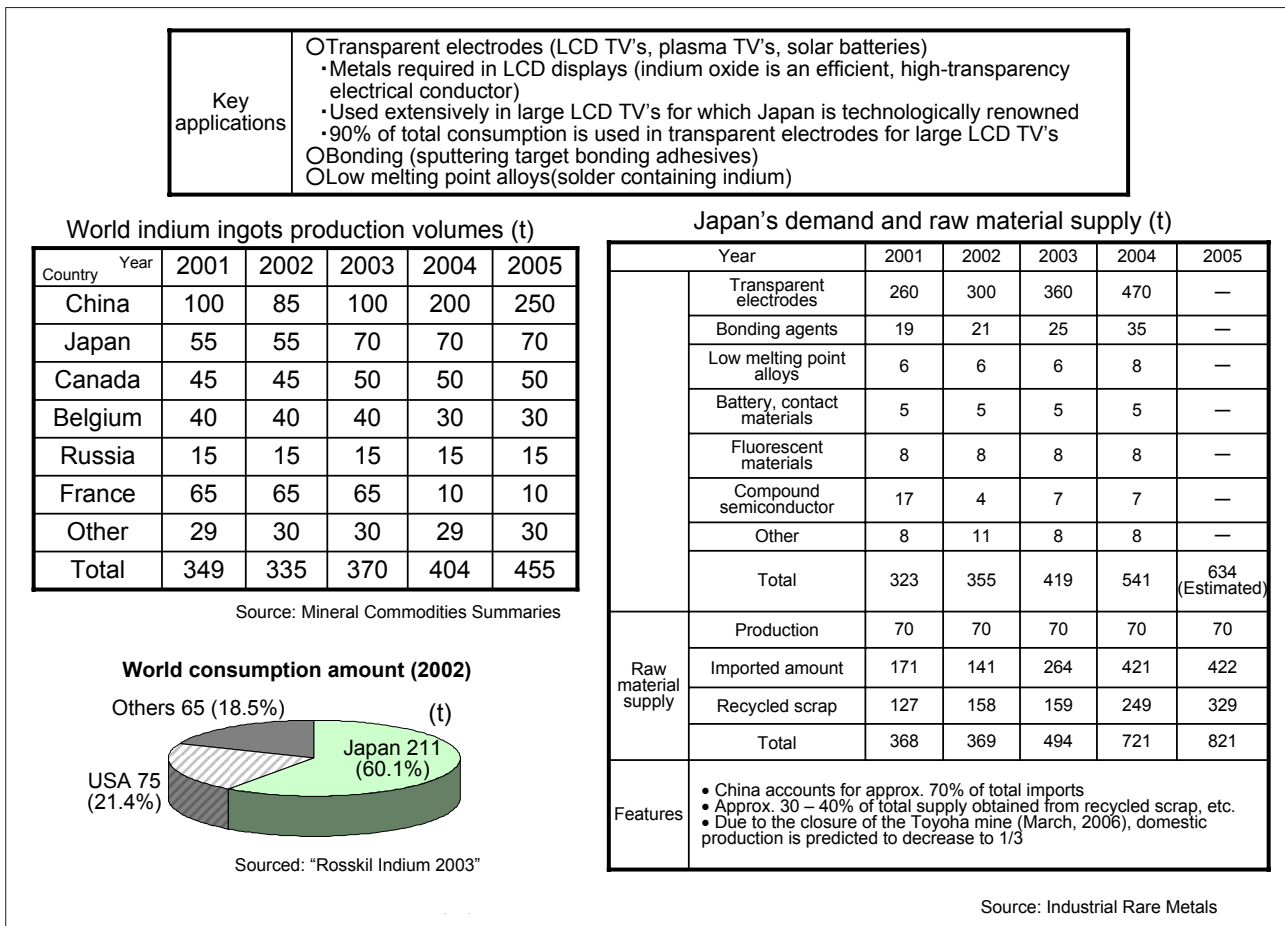 Key
applications
○Transparent electrodes (LCD TV's, plasma TV's, solar batteries)
・Metals required in LCD displays (indium oxide is an efficient, high-transparency
electrical conductor)
・Used extensively in large LCD TV's for which Japan is technologically renowned
・90% of total consumption is used in transparent electrodes for large LCD TV's
○Bonding (sputtering target bonding adhesives)
○Low melting point alloys(solder containing indium)
World indium ingots production volumes (t)
Country Year 2001 2002 2003 2004 2005
China 100 85 100 200 250
Japan 55 55 70 70 70
Canada 45 45 50 50 50
Belgium 40 40 40 30 30
Russia 15 15 15 15 15
France 65 65 65 10 10
Other 29 30 30 29 30
Total 349 335 370 404 455
Source: Mineral Commodities Summaries
World consumption amount (2002)
(t)
Others 65 (18.5%)
Japan 211
(60.1%)
USA 75
(21.4%)
Sourced: "Rosskil Indium 2003"
Japan's demand and raw material supply (t)
Year 2001 2002 2003 2004 2005
Transparent
electrodes 260 300 360 470 —
Bonding agents 19 21 25 35 —
Low melting point
alloys 6 6 6 8 —
Battery, contact
materials 5 5 5 5 —
Fluorescent
materials 8 8 8 8 —
Compound
semiconductor 17 4 7 7 —
Other 8 11 8 8 —
Total 323 355 419 541 634
(Estimated)
Raw
material
supply
Production 70 70 70 70 70
Imported amount 171 141 264 421 422
Recycled scrap 127 158 159 249 329
Total 368 369 494 721 821
Features
• China accounts for approx. 70% of total imports
• Approx. 30 – 40% of total supply obtained from recycled scrap, etc.
• Due to the closure of the Toyoha mine (March, 2006), domestic
production is predicted to decrease to 1/3
Source: Industrial Rare Metals